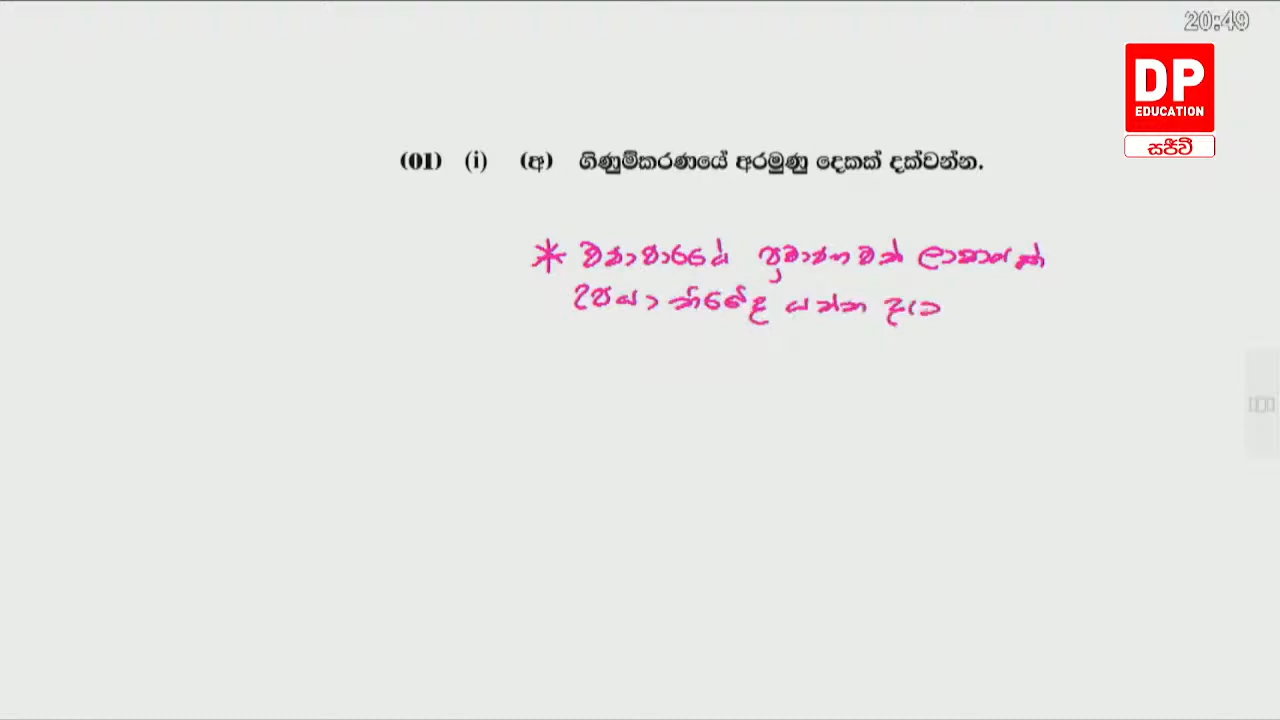 20:49
DP
EDUCATION
සජීවී
(01) (i) (අ) ගිණුම්කරණයේ අරමුණු දෙකක් දක්වන්න.
* ව්‍යාපාරයේ ප්‍රමාණවත් ලාභයක්
උපයා තිබේද යන්න දැන